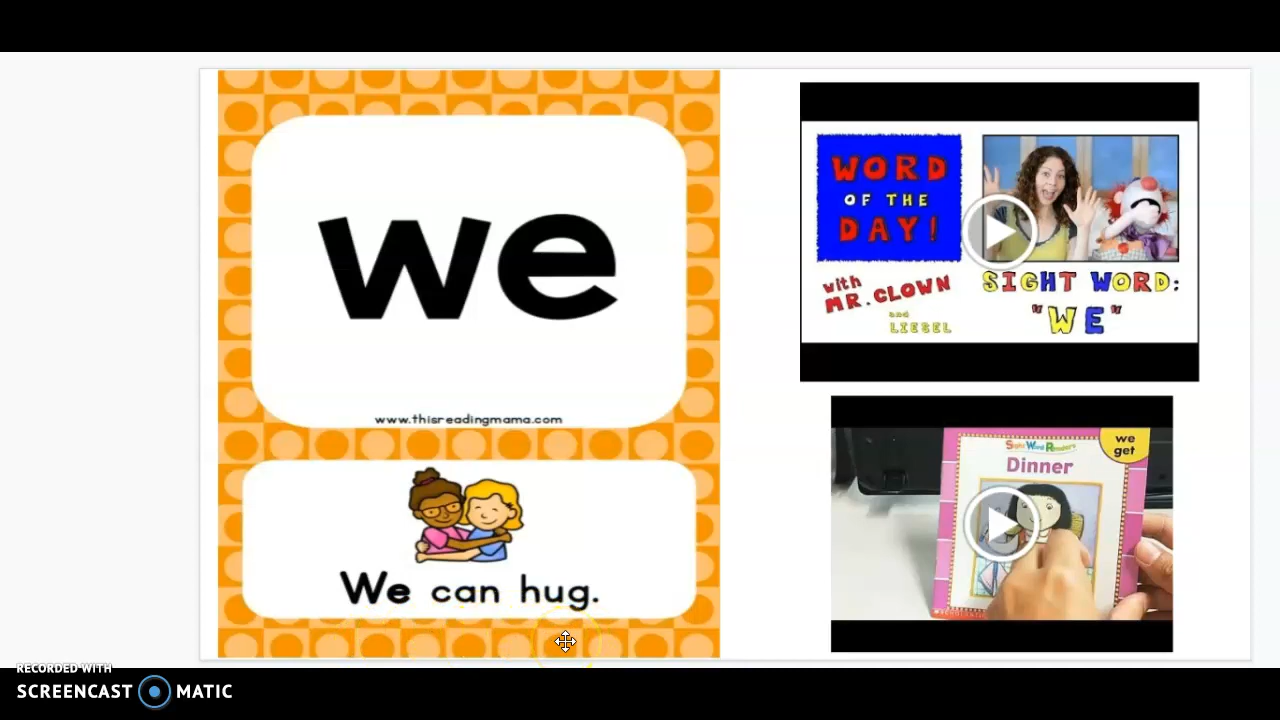 we
www.thisreadingmama.com
We can hug.
WORD
OF THE
DAY!
with
MR. CLOWN
and
LIESEL
SIGHT WORD:
"WE"
we
get
Sight Word Readers
Dinner
RECORDED WITH
SCREENCAST MATIC